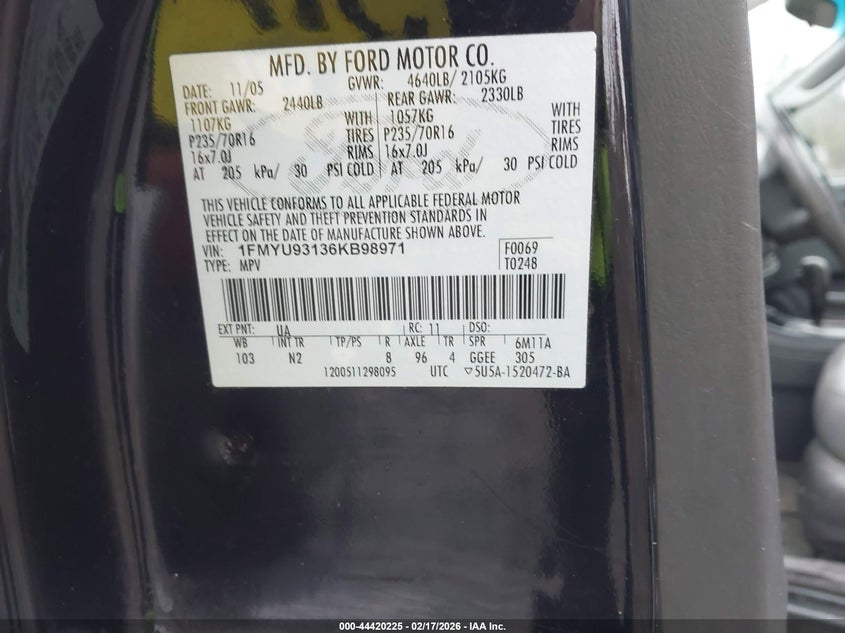 MFD. BY FORD MOTOR CO.
DATE: 11/05 GVWR: 4640LB/ 2105KG
FRONT GAWR: 2440LB REAR GAWR: 2330LB
1107KG WITH 1057KG WITH
P235/70R16 TIRES P235/70R16 TIRES
16x7.0J RIMS 16x7.0J RIMS
AT 205 kPa/ 30 PSI COLD AT 205 kPa/ 30 PSI COLD
THIS VEHICLE CONFORMS TO ALL APPLICABLE FEDERAL MOTOR
VEHICLE SAFETY AND THEFT PREVENTION STANDARDS IN
EFFECT ON THE DATE OF MANUFACTURE SHOWN ABOVE.
VIN: 1FMYU93136KB98971 F0069
TYPE: MPV T0248
EXT PNT: UA RC: 11 DSO:
WB INT TR TP/PS R AXLE TR SPR 6M11A
103 N2 8 96 4 GGEE 305
1200511298095 UTC ▽5U5A-1520472-BA
000-44420225 - 02/17/2026 - IAA Inc.